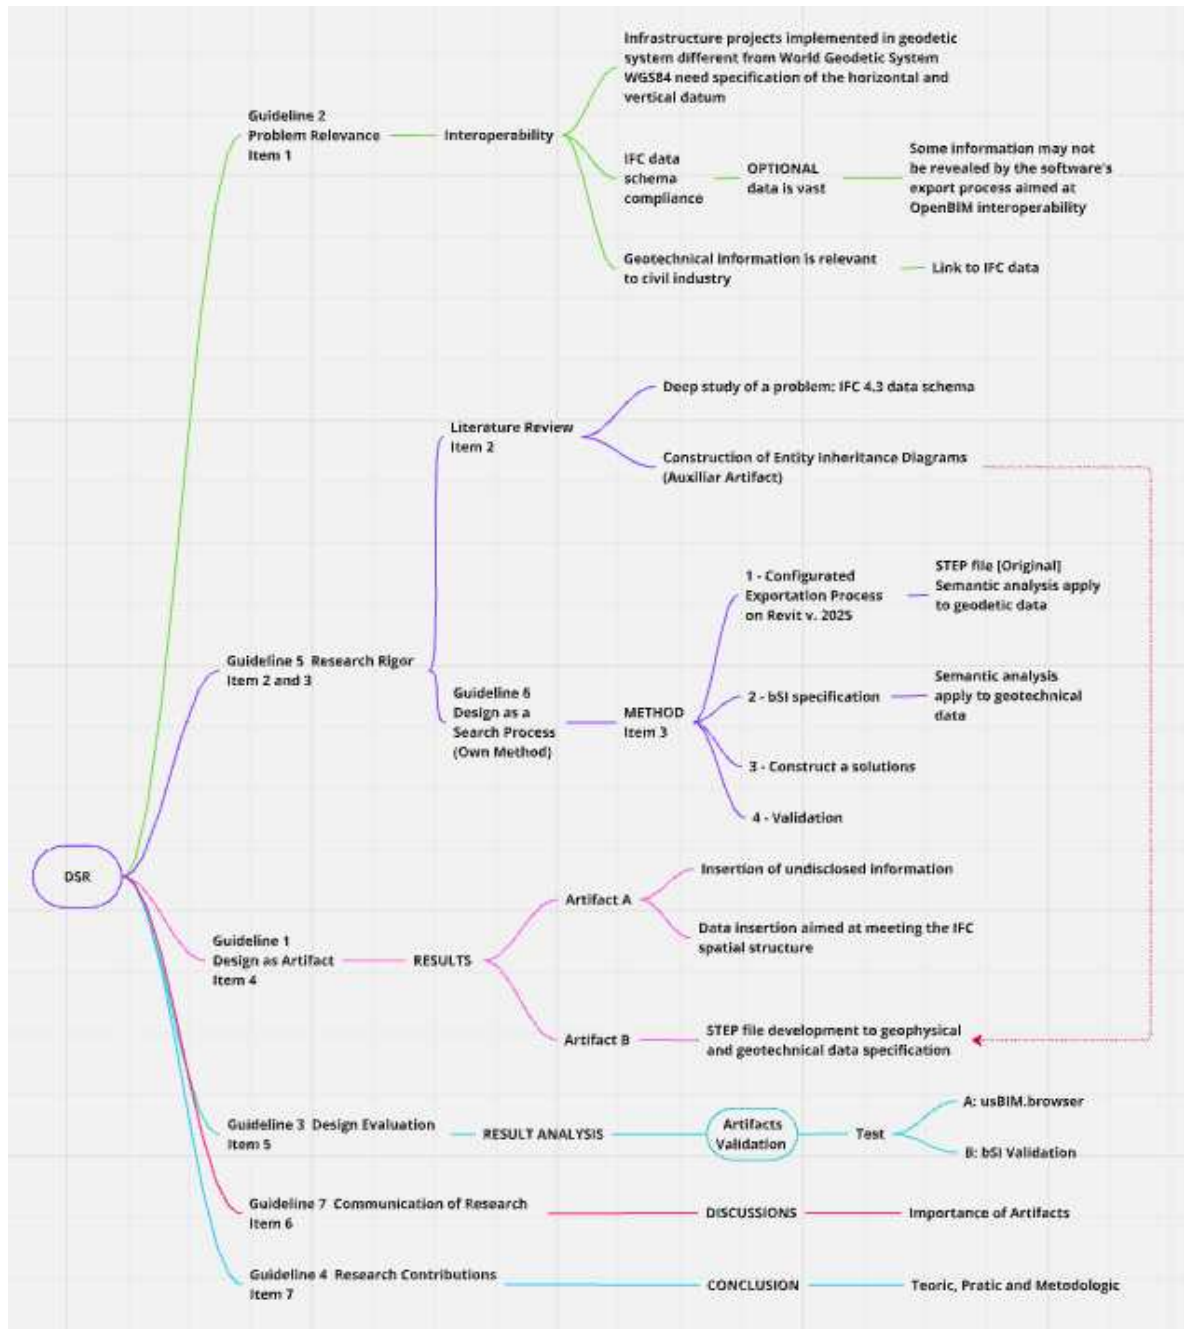 Infrastructure projects implemented in geodetic
system different from World Geodetic System
WGS84 need specification of the horizontal and
vertical datum
Guideline 2
Problem Relevance
Item 1
Interoperability
IFC data
schema
compliance
OPTIONAL
data is vast
Some information may not
be revealed by the software's
export process aimed at
OpenBIM interoperability
Geotechnical information is relevant
to civil industry
Link to IFC data
Deep study of a problem: IFC 4.3 data schema
Literature Review
Item 2
Construction of Entity Inheritance Diagrams
(Auxiliar Artifact)
1 - Configurated
Exportation Process
on Revit v. 2025
STEP file [Original]
Semantic analysis apply
to geodetic data
Guideline 5 Research Rigor
Item 2 and 3
Guideline 6
Design as a
Search Process
(Own Method)
METHOD
Item 3
2 - bSI specification
Semantic analysis
apply to geotechnical
data
3 - Construct a solutions
4 - Validation
DSR
Insertion of undisclosed information
Artifact A
Data insertion aimed at meeting the IFC
spatial structure
Guideline 1
Design as Artifact
Item 4
RESULTS
Artifact B
STEP file development to geophysical
and geotechnical data specification
Guideline 3 Design Evaluation
Item 5
RESULT ANALYSIS
Artifacts
Validation
Test
A: usBIM.browser
B: bSI Validation
Guideline 7 Communication of Research
Item 6
DISCUSSIONS
Importance of Artifacts
Guideline 4 Research Contributions
Item 7
CONCLUSION
Teoric, Pratic and Metodologic